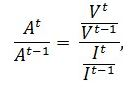 A^t / A^{t-1} = (V^t / V^{t-1}) / (I^t / I^{t-1}),